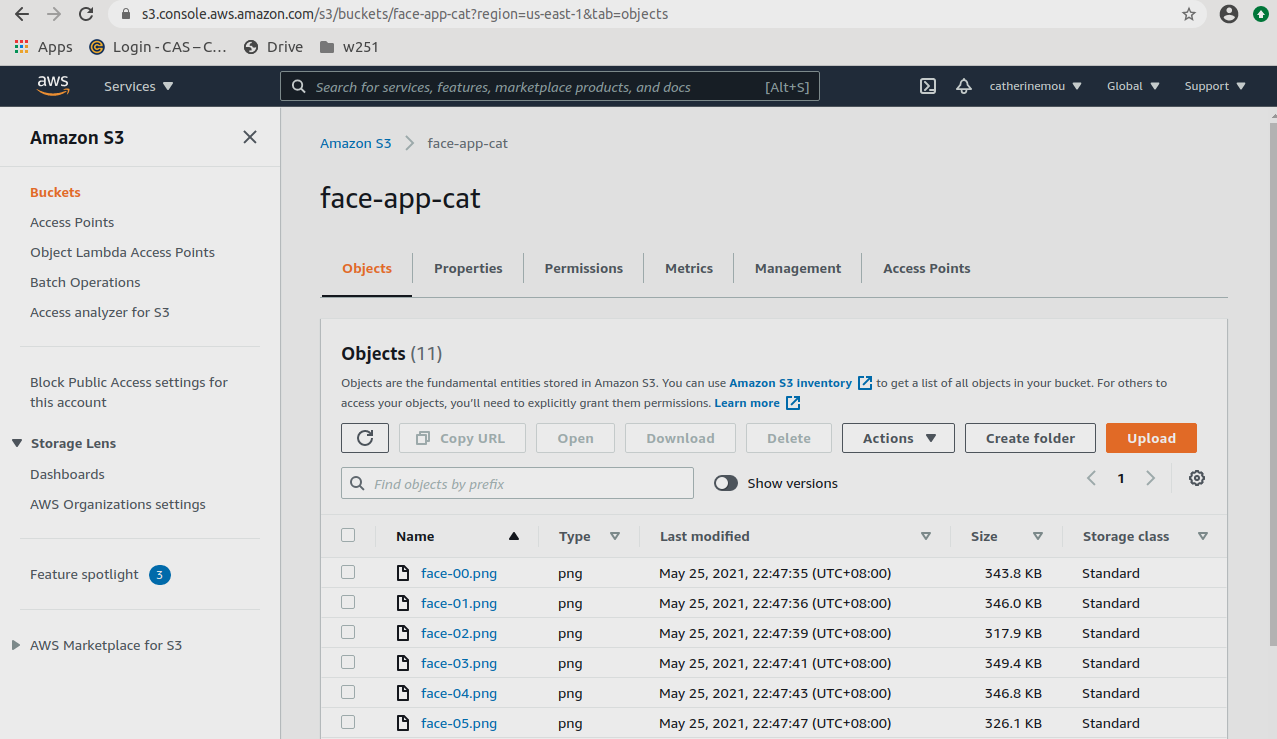 s3.console.aws.amazon.com/s3/buckets/face-app-cat?region=us-east-1&tab=objects
Apps Login - CAS – C... Drive w251
aws Services Search for services, features, marketplace products, and docs [Alt+S] catherinemou Global Support
Amazon S3
Buckets
Access Points
Object Lambda Access Points
Batch Operations
Access analyzer for S3
Block Public Access settings for
this account
Storage Lens
Dashboards
AWS Organizations settings
Feature spotlight 3
AWS Marketplace for S3
Amazon S3 face-app-cat
face-app-cat
Objects Properties Permissions Metrics Management Access Points
Objects (11)
Objects are the fundamental entities stored in Amazon S3. You can use Amazon S3 inventory to get a list of all objects in your bucket. For others to
access your objects, you'll need to explicitly grant them permissions. Learn more
Copy URL Open Download Delete Actions Create folder Upload
Find objects by prefix Show versions 1
Name Type Last modified Size Storage class
face-00.png png May 25, 2021, 22:47:35 (UTC+08:00) 343.8 KB Standard
face-01.png png May 25, 2021, 22:47:36 (UTC+08:00) 346.0 KB Standard
face-02.png png May 25, 2021, 22:47:39 (UTC+08:00) 317.9 KB Standard
face-03.png png May 25, 2021, 22:47:41 (UTC+08:00) 349.4 KB Standard
face-04.png png May 25, 2021, 22:47:43 (UTC+08:00) 346.8 KB Standard
face-05.png png May 25, 2021, 22:47:47 (UTC+08:00) 326.1 KB Standard